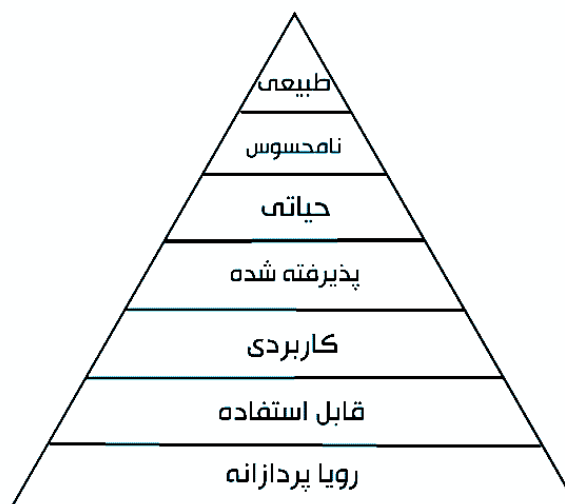 طبیعی
نامحسوس
حیاتی
پذیرفته شده
کاربردی
قابل استفاده
رویا پردازانه